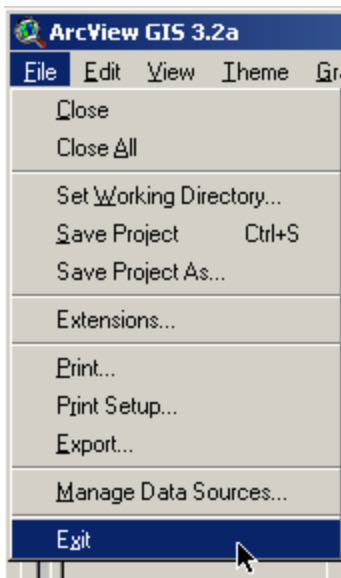 ArcView GIS 3.2a
File Edit View Theme Gr
Close
Close All
Set Working Directory...
Save Project Ctrl+S
Save Project As...
Extensions...
Print...
Print Setup...
Export...
Manage Data Sources...
Exit